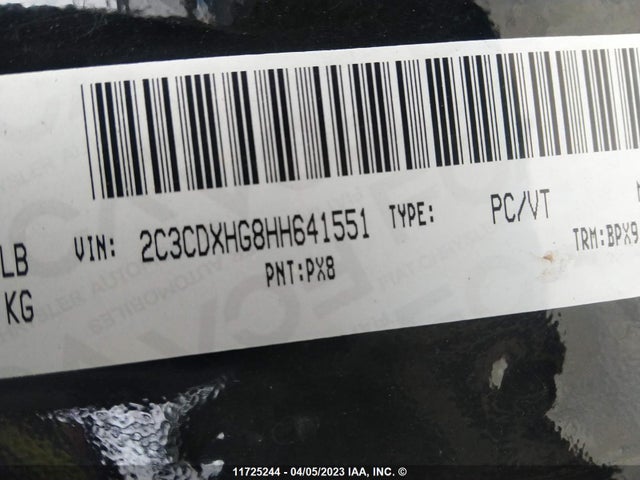 LB VIN: 2C3CDXHG8HH641551 TYPE: PC/VT
KG PNT:PX8 TRM:BPX9
11725244 - 04/05/2023 IAA, INC. ©